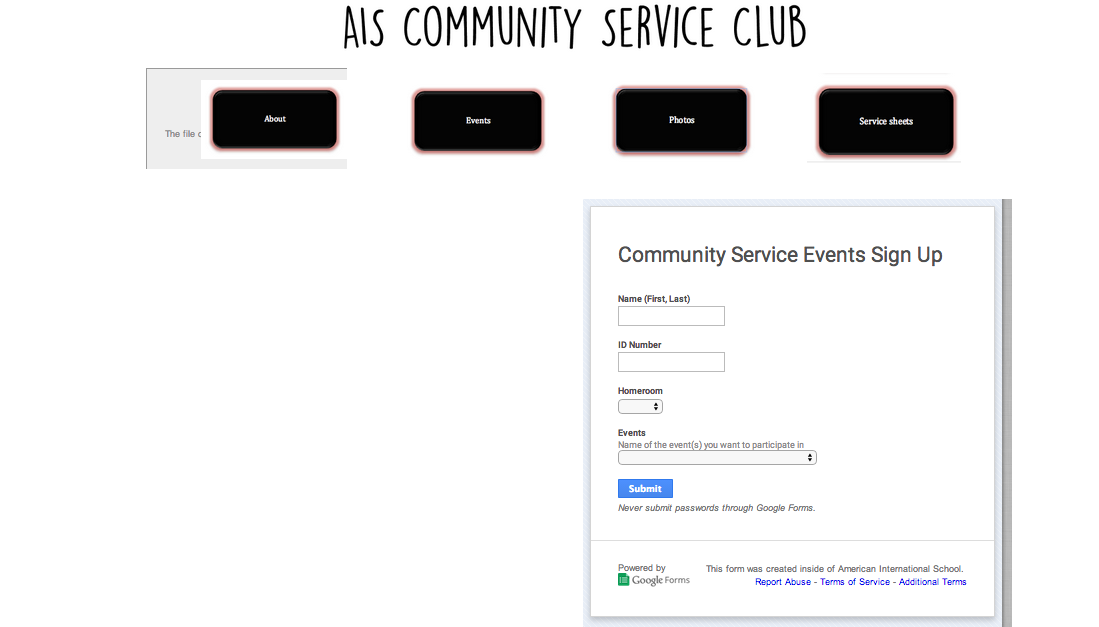 AIS COMMUNITY SERVICE CLUB
The file
About
Events
Photos
Service sheets
Community Service Events Sign Up
Name (First, Last)
ID Number
Homeroom
Events
Name of the event(s) you want to participate in
Submit
Never submit passwords through Google Forms.
Powered by
Google Forms
This form was created inside of American International School.
Report Abuse - Terms of Service - Additional Terms